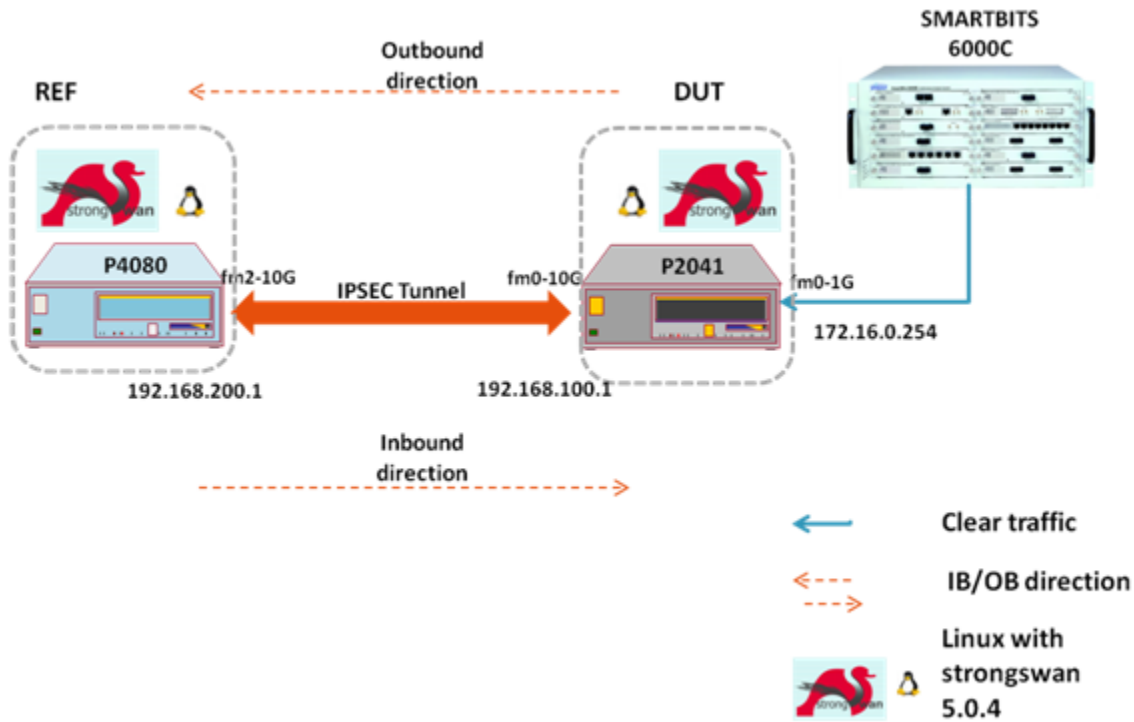 SMARTBITS
6000C
Outbound
direction
REF
DUT
strongswan
strongswan
P4080
P2041
fm2-10G
IPSEC Tunnel
fm0-10G
fm0-1G
172.16.0.254
192.168.200.1
192.168.100.1
Inbound
direction
Clear traffic
IB/OB direction
Linux with
strongswan
5.0.4
strongswan